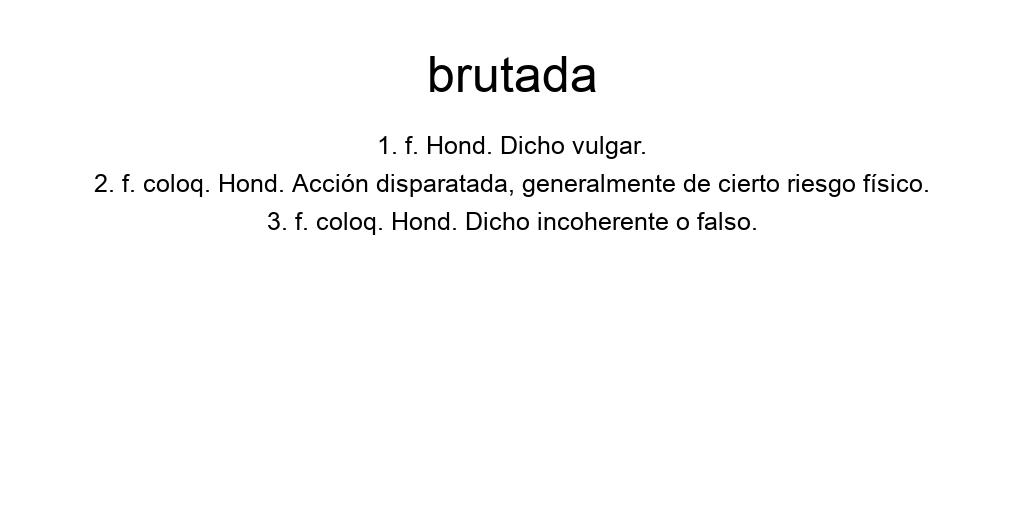 brutada
1. f. Hond. Dicho vulgar.
2. f. coloq. Hond. Acción disparatada, generalmente de cierto riesgo físico.
3. f. coloq. Hond. Dicho incoherente o falso.